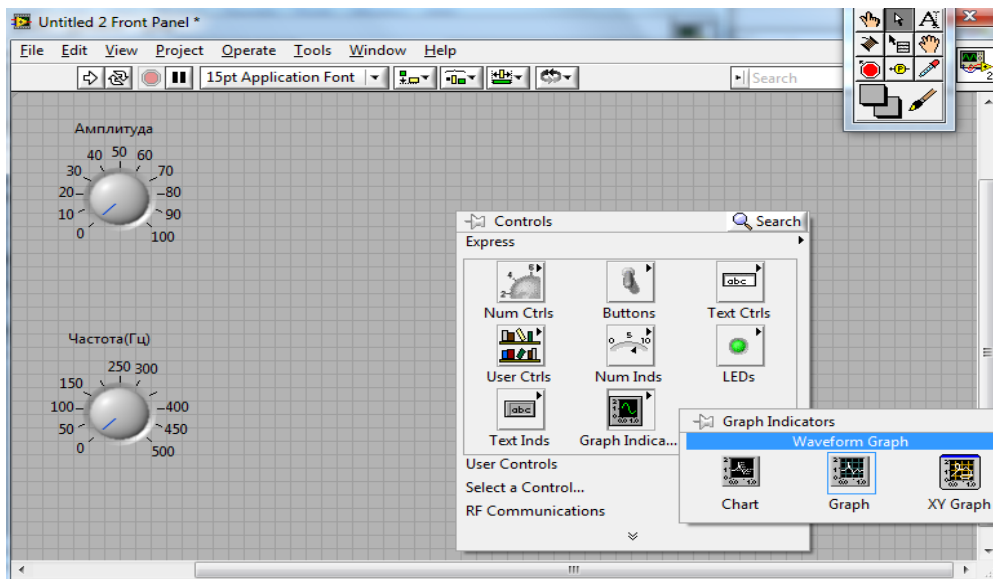 Untitled 2 Front Panel *
File Edit View Project Operate Tools Window Help
15pt Application Font
Search
2
Амплитуда
40 50 60
30 70
20 80
10 90
0 100
Частота(Гц)
250 300
150
100 400
50 450
0 500
Controls
Search
Express
Num Ctrls Buttons Text Ctrls
User Ctrls Num Inds LEDs
Text Inds Graph Indica...
User Controls
Select a Control...
RF Communications
Graph Indicators
Waveform Graph
Chart Graph XY Graph